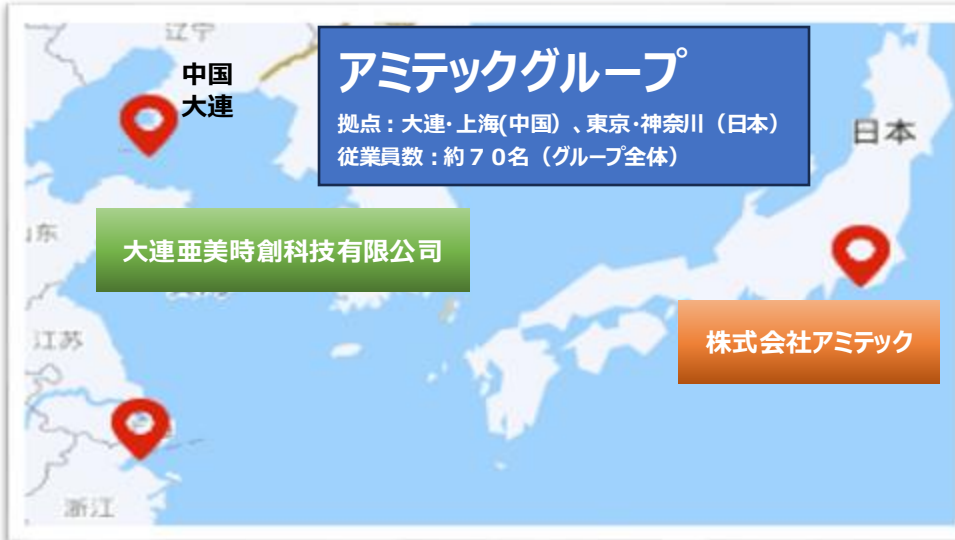 辽宁
中国
大連
アミテックグループ
拠点：大連・上海(中国）、東京・神奈川（日本）
従業員数：約７０名（グループ全体）
日本
山东
大連亜美時創科技有限公司
江苏
株式会社アミテック
浙江